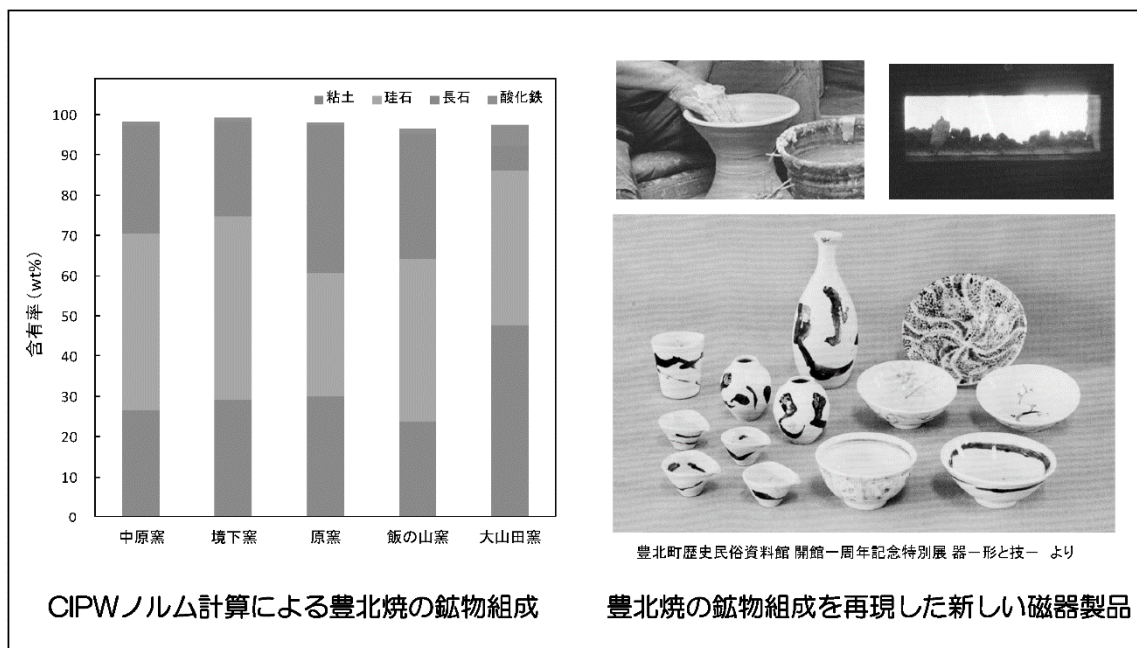 粘土 珪石 長石 酸化鉄
含有率(wt%)
100
90
80
70
60
50
40
30
20
10
0
中原窯 境下窯 原窯 飯の山窯 大山田窯
CIPWノルム計算による豊北焼の鉱物組成
豊北町歴史民俗資料館 開館一周年記念特別展 器ー形と技ー より
豊北焼の鉱物組成を再現した新しい磁器製品